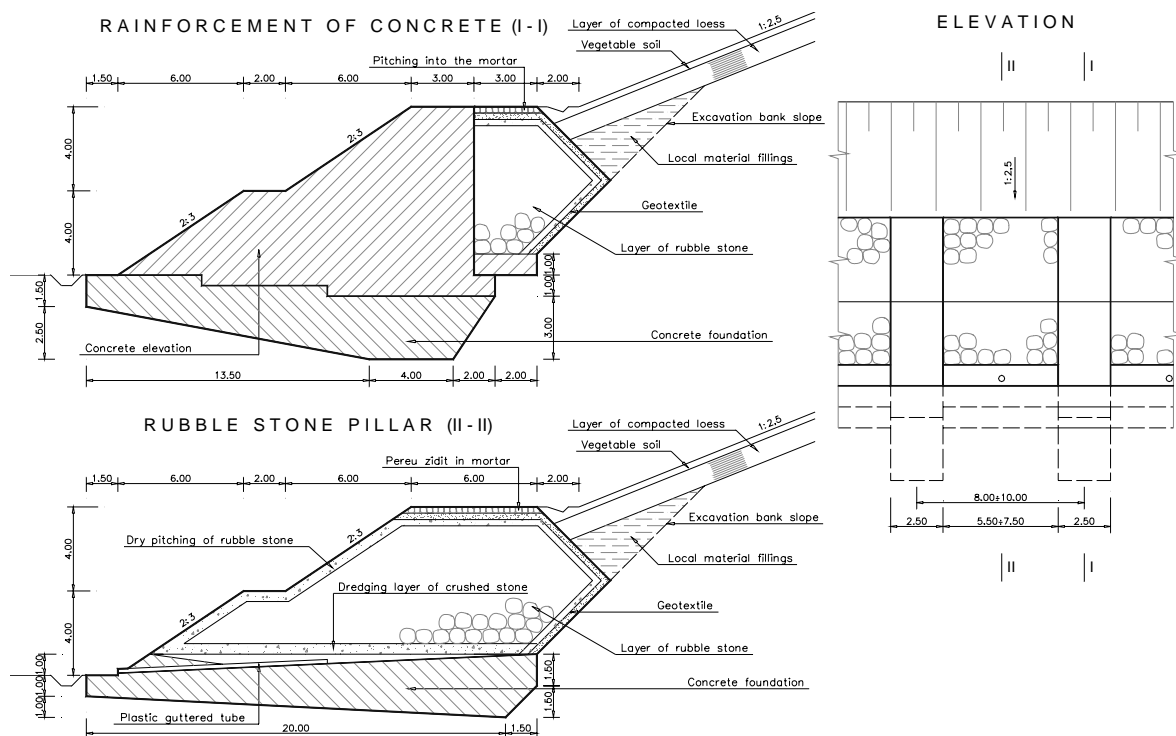 RAINFORCEMENT OF CONCRETE (I-I)
Layer of compacted loess
Vegetable soil
1:2,5
Pitching into the mortar
1.50 6.00 2.00 6.00 3.00 3.00 2.00
2:3
2:3
4.00
4.00
1.50
2.50
Excavation bank slope
Local material fillings
Geotextile
Layer of rubble stone
1.00
1.00
3.00
Concrete foundation
Concrete elevation
13.50 4.00 2.00 2.00
RUBBLE STONE PILLAR (II-II)
Layer of compacted loess
Vegetable soil
1:2,5
Pereu zidit in mortar
1.50 6.00 2.00 6.00 6.00 2.00
Dry pitching of rubble stone
2:3
2:3
Dredging layer of crushed stone
4.00
4.00
1.00
1.00
Excavation bank slope
Local material fillings
Geotextile
Layer of rubble stone
1.50
1.50
Concrete foundation
Plastic guttered tube
20.00 1.50
ELEVATION
II I
1:2,5
8.00÷10.00
2.50 5.50÷7.50 2.50
II I